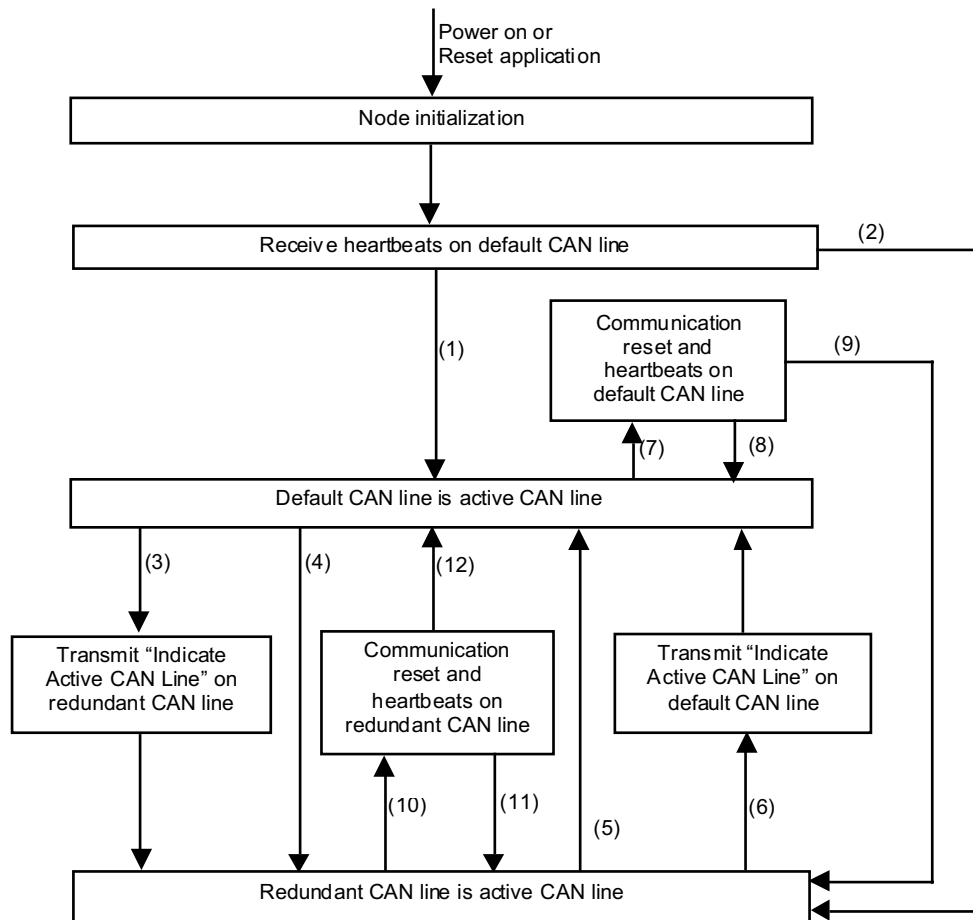 Power on or
Reset application
Node initialization
Receive heartbeats on default CAN line
(2)
(1)
Communication
reset and
heartbeats on
default CAN line
(9)
(7)
(8)
Default CAN line is active CAN line
(3)
(4)
(12)
Transmit “Indicate
Active CAN Line” on
redundant CAN line
Communication
reset and
heartbeats on
redundant CAN line
Transmit “Indicate
Active CAN Line” on
default CAN line
(10)
(11)
(5)
(6)
Redundant CAN line is active CAN line